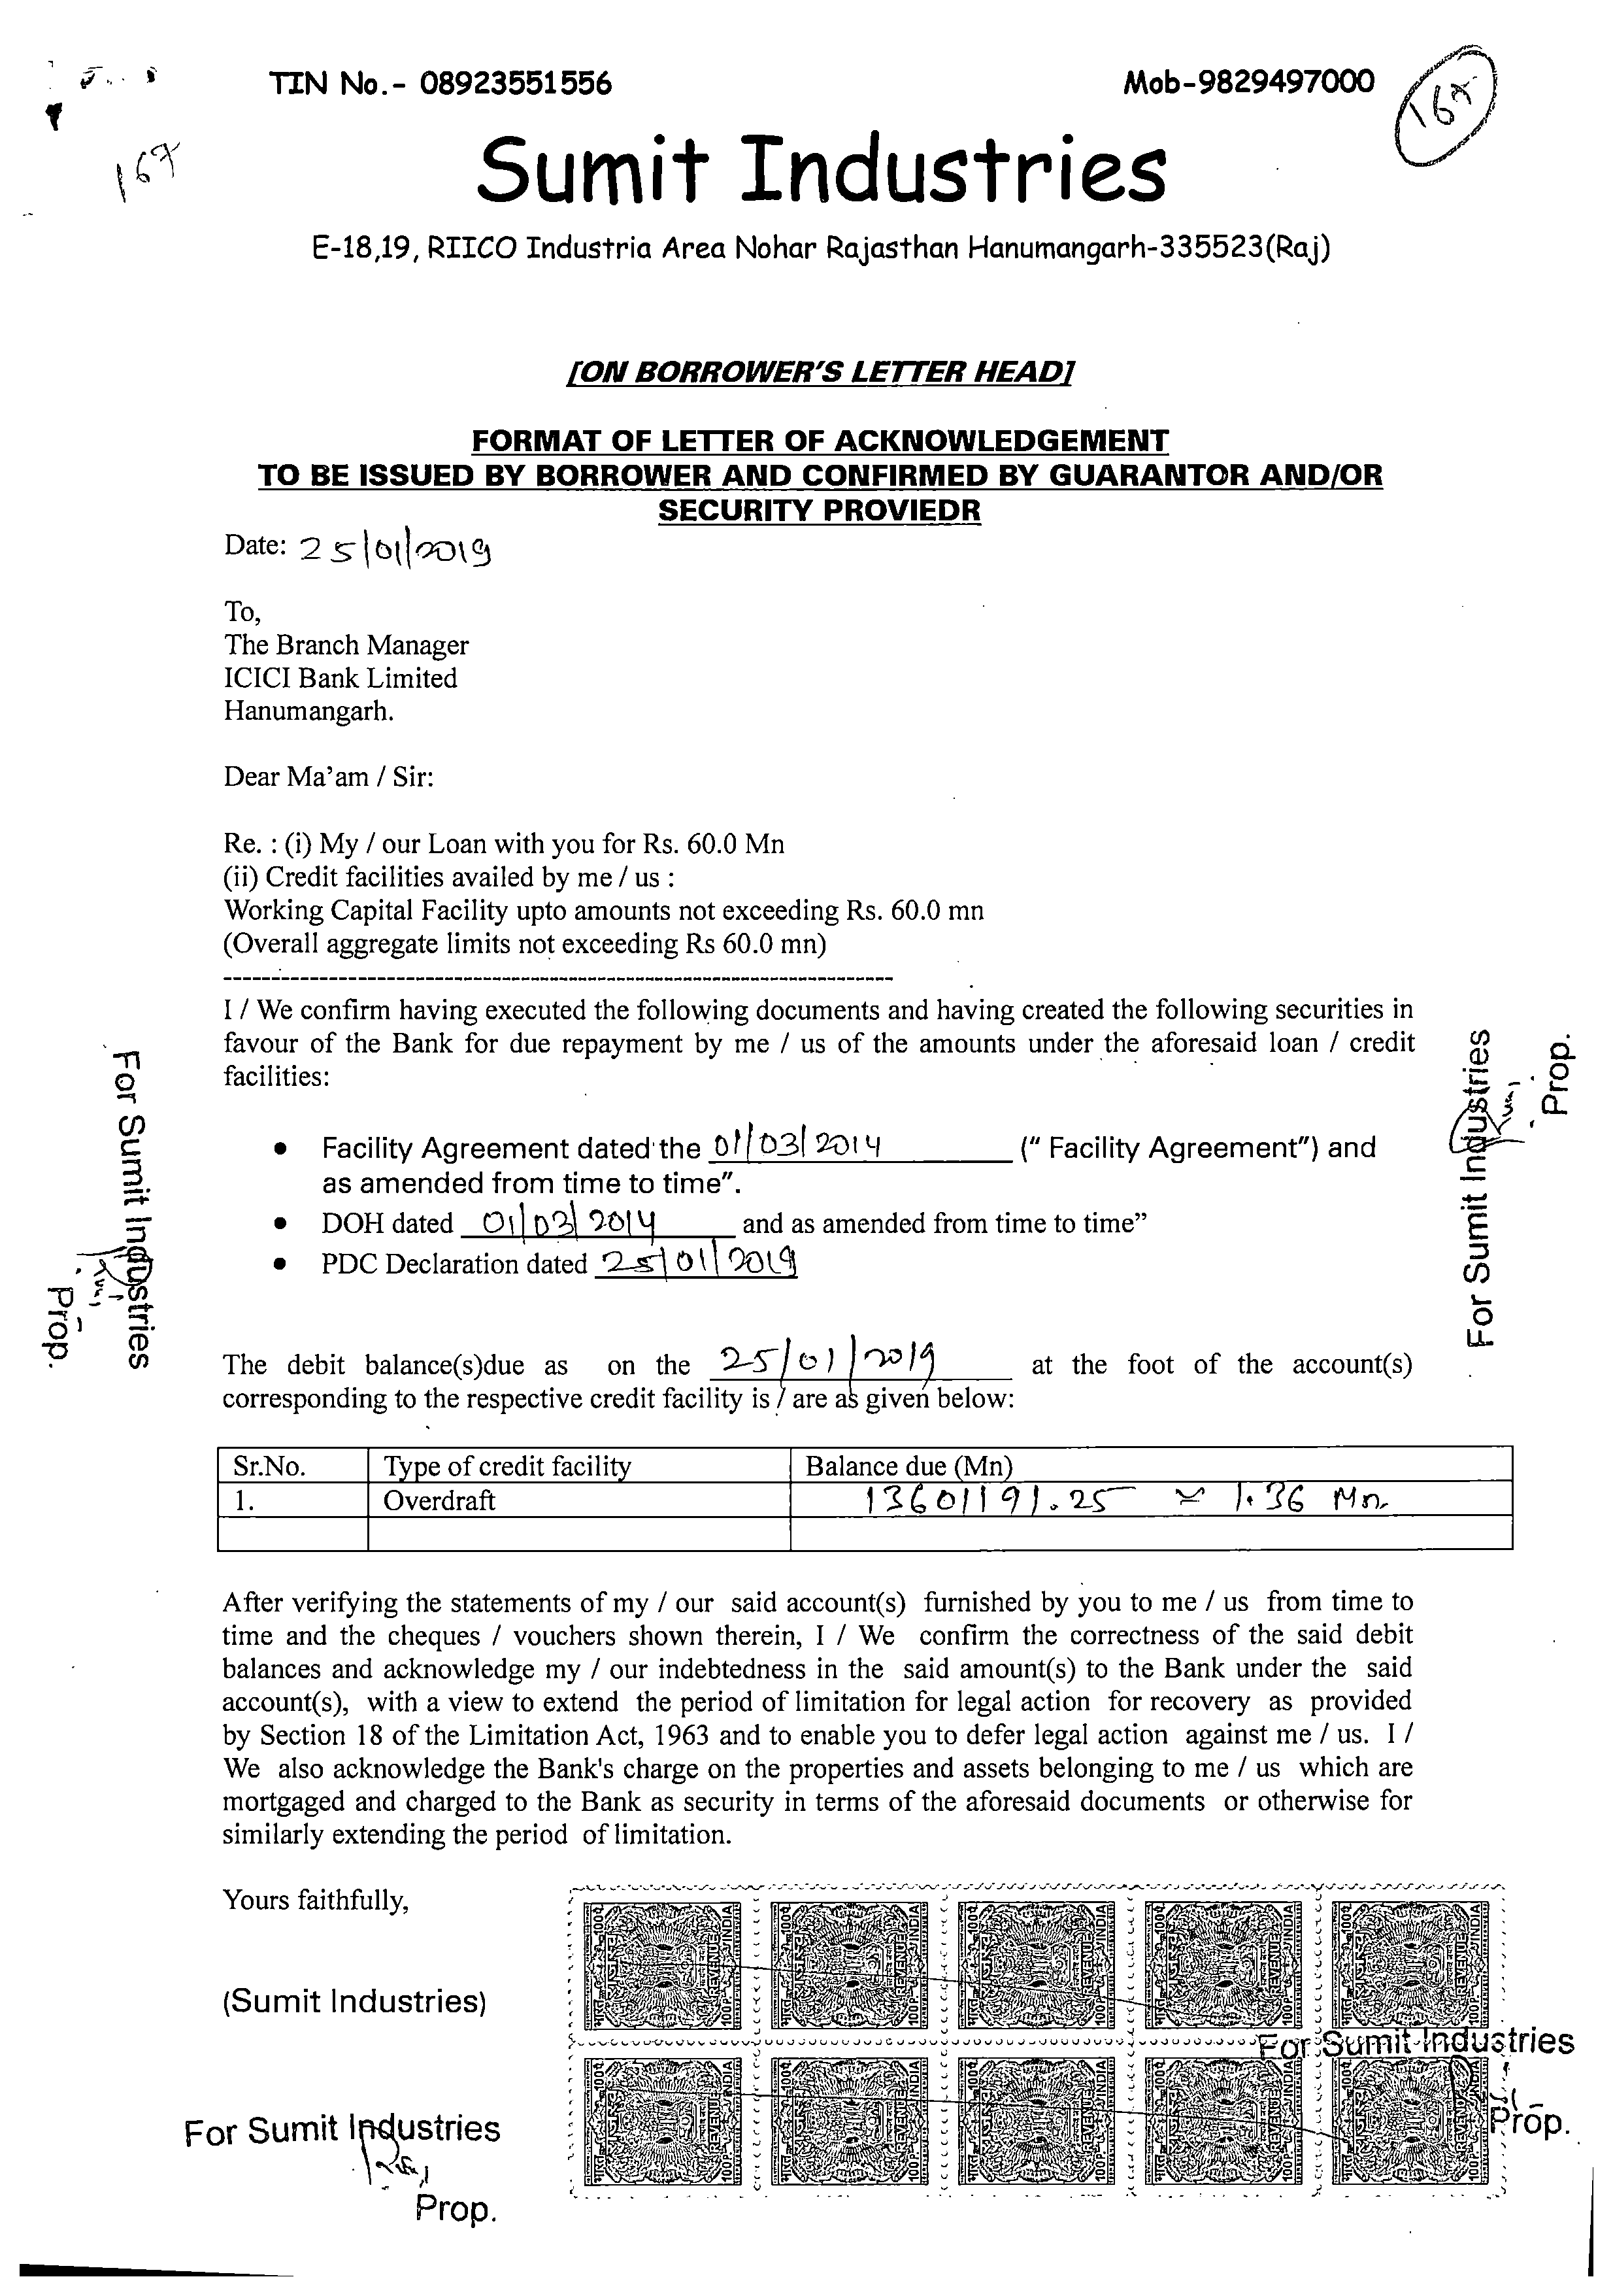 TIN No.- 08923551556
Mob-9829497000
167
167
Sumit Industries
E-18,19, RIICO Industria Area Nohar Rajasthan Hanumangarh-335523(Raj)
[ON BORROWER'S LETTER HEAD]
FORMAT OF LETTER OF ACKNOWLEDGEMENT
TO BE ISSUED BY BORROWER AND CONFIRMED BY GUARANTOR AND/OR
SECURITY PROVIEDR
Date: 25/01/2019
To,
The Branch Manager
ICICI Bank Limited
Hanumangarh.
Dear Ma'am / Sir:
Re. : (i) My / our Loan with you for Rs. 60.0 Mn
(ii) Credit facilities availed by me / us :
Working Capital Facility upto amounts not exceeding Rs. 60.0 mn
(Overall aggregate limits not exceeding Rs 60.0 mn)
----------------------------------------------------------------------
I / We confirm having executed the following documents and having created the following securities in
favour of the Bank for due repayment by me / us of the amounts under the aforesaid loan / credit
facilities:
• Facility Agreement dated the 01/03/2014 (" Facility Agreement") and
as amended from time to time".
• DOH dated 01/03/2014 and as amended from time to time"
• PDC Declaration dated 25/01/2019
For Sumit Industries
Prop.
For Sumit Industries
Prop.
The debit balance(s)due as on the 25/01/2019 at the foot of the account(s)
corresponding to the respective credit facility is / are as given below:
Sr.No. Type of credit facility Balance due (Mn)
1. Overdraft 13601191.25 ≃ 1.36 Mn.
After verifying the statements of my / our said account(s) furnished by you to me / us from time to
time and the cheques / vouchers shown therein, I / We confirm the correctness of the said debit
balances and acknowledge my / our indebtedness in the said amount(s) to the Bank under the said
account(s), with a view to extend the period of limitation for legal action for recovery as provided
by Section 18 of the Limitation Act, 1963 and to enable you to defer legal action against me / us. I /
We also acknowledge the Bank's charge on the properties and assets belonging to me / us which are
mortgaged and charged to the Bank as security in terms of the aforesaid documents or otherwise for
similarly extending the period of limitation.
Yours faithfully,
(Sumit Industries)
For Sumit Industries
Prop.
For Sumit Industries
Prop.